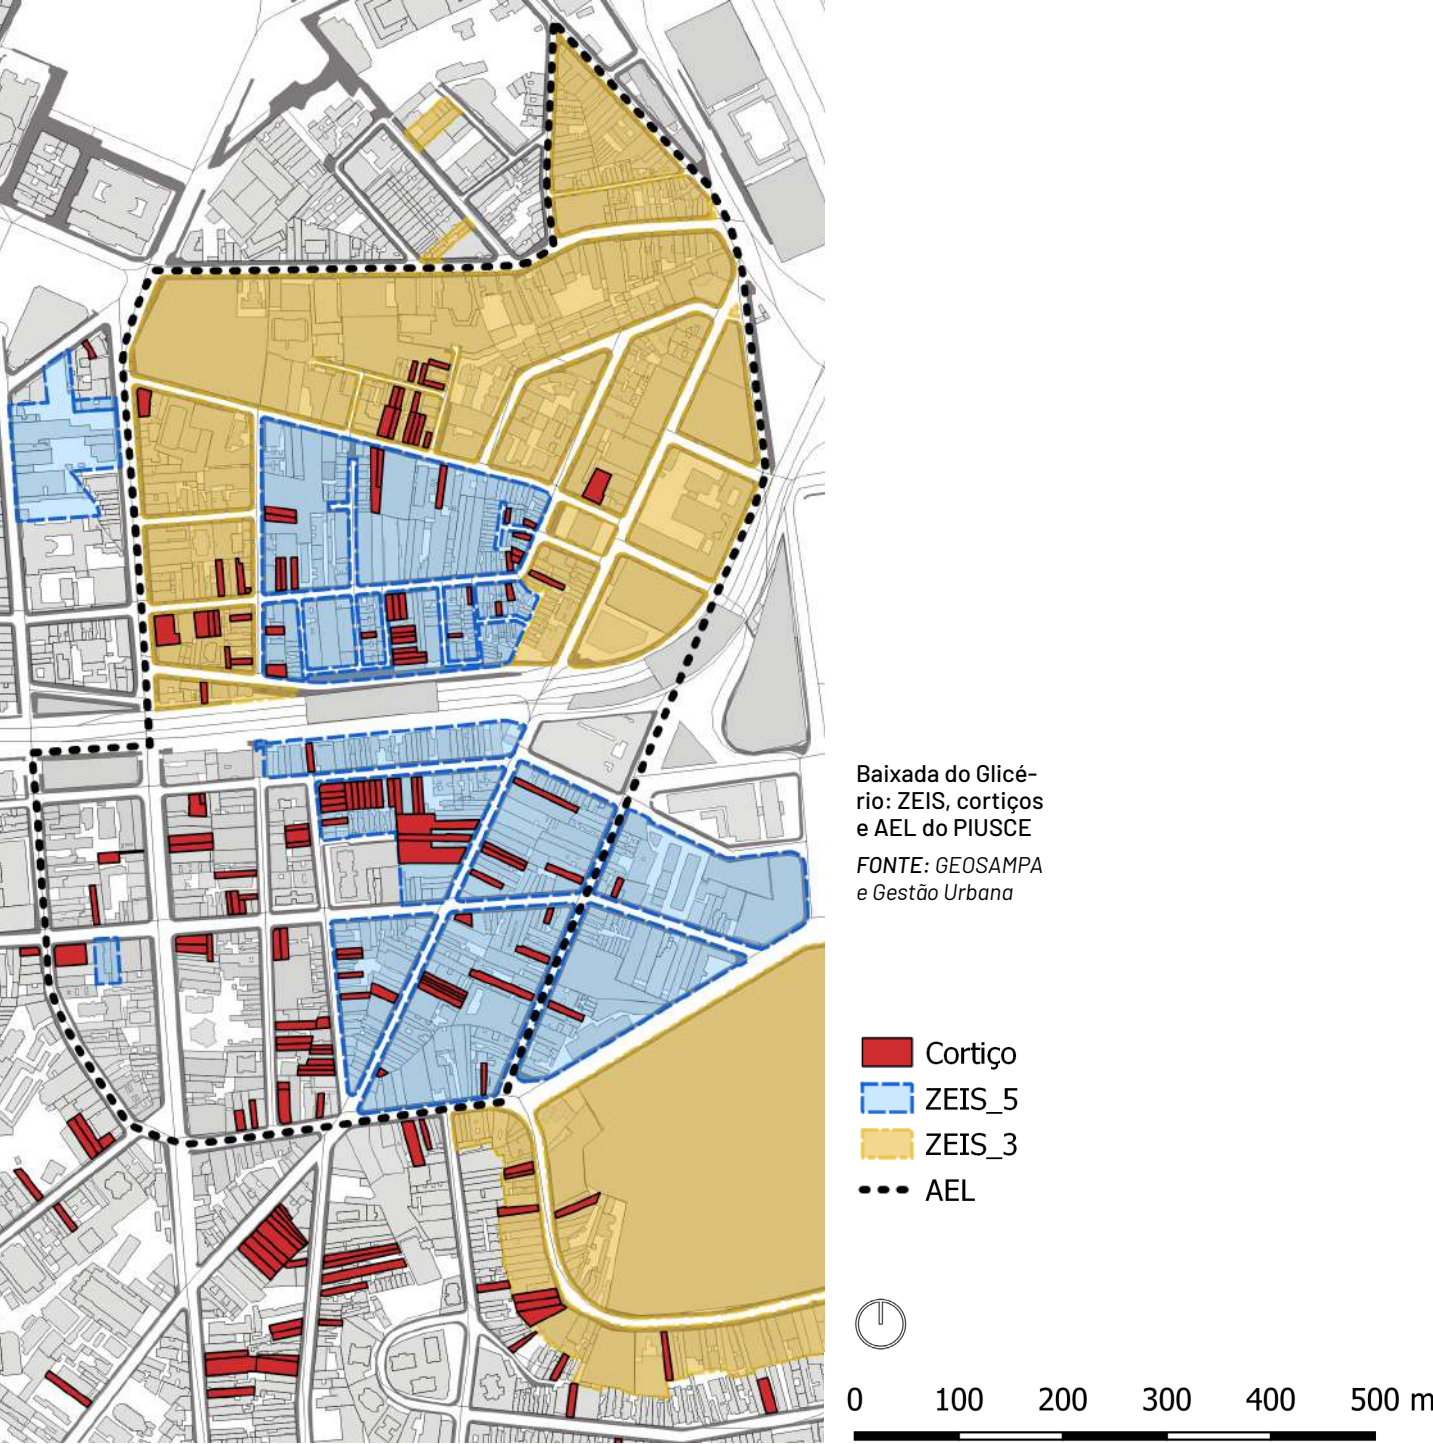 Baixada do Glicé-
rio: ZEIS, cortiços
e AEL do PIUSCE
FONTE: GEOSAMPA
e Gestão Urbana
Cortiço
ZEIS_5
ZEIS_3
AEL
0 100 200 300 400 500 m